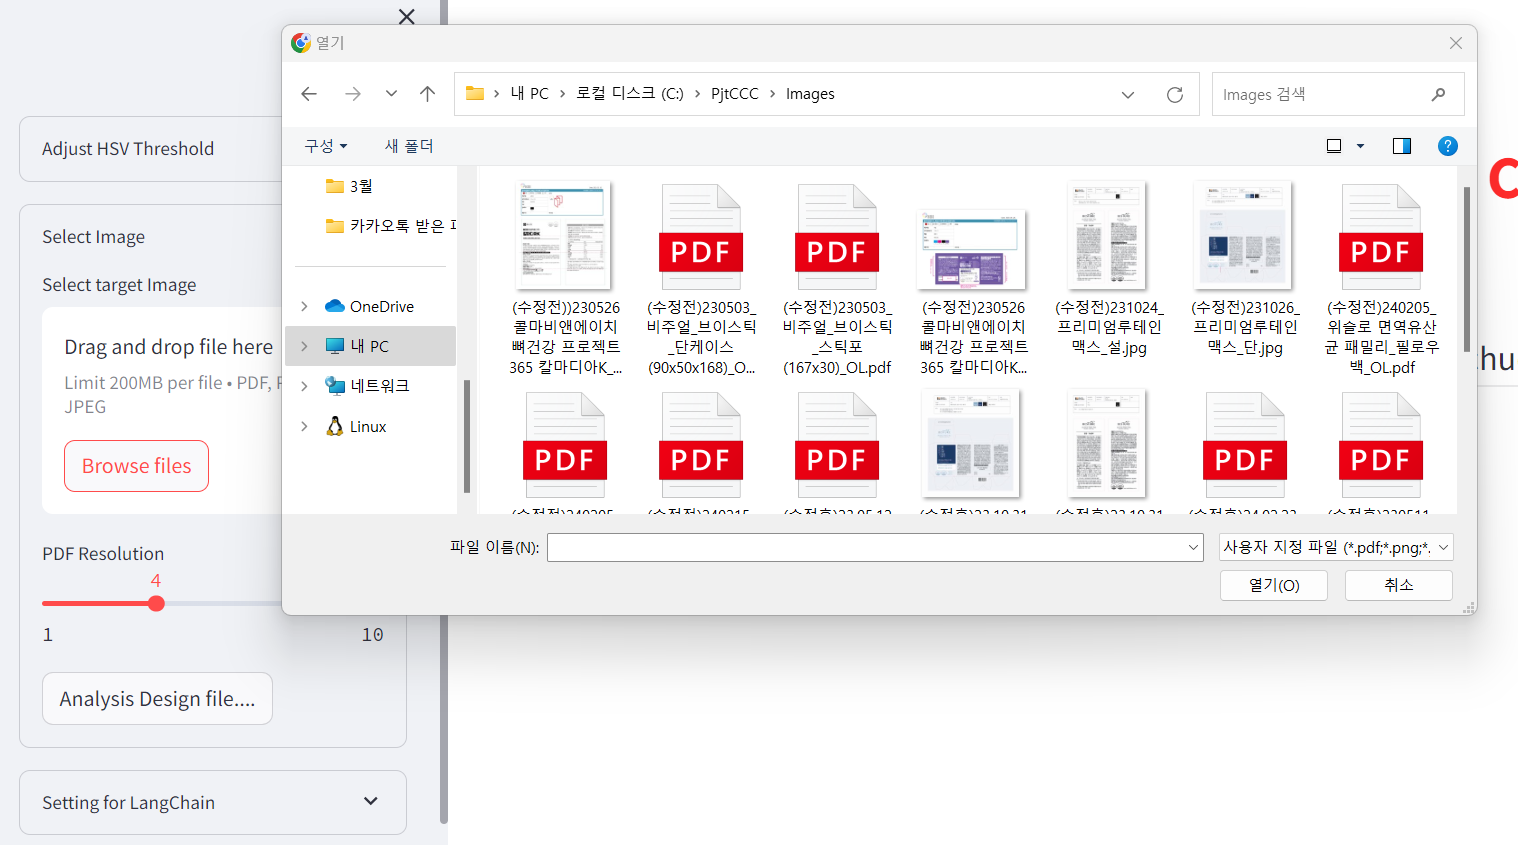 열기
내 PC
로컬 디스크 (C:)
PjtCCC
Images
Images 검색
구성
새 폴더
Adjust HSV Threshold
Select Image
Select target Image
Drag and drop file here
Limit 200MB per file • PDF,
JPEG
Browse files
PDF Resolution
4
1
10
Analysis Design file....
Setting for LangChain
3월
카카오톡 받은
OneDrive
내 PC
네트워크
Linux
(수정전))230526
콜마비앤에이치
뼈건강 프로젝트
365 칼마디아K_...
PDF
(수정전)230503_
비주얼_브이스틱
_단케이스
(90x50x168)_O...
PDF
(수정전)230503_
비주얼_브이스틱
_스틱포
(167x30)_OL.pdf
(수정전)230526
콜마비앤에이치
뼈건강 프로젝트
365 칼마디아K...
(수정전)231024_
프리미엄루테인
맥스_설.jpg
(수정전)231026_
프리미엄루테인
맥스_단.jpg
PDF
(수정전)240205_
위슬로 면역유산
균 패밀리_필로우
백_OL.pdf
PDF
PDF
PDF
PDF
PDF
파일 이름(N):
사용자 지정 파일 (*.pdf;*.png;*.
열기(O)
취소
c
hu